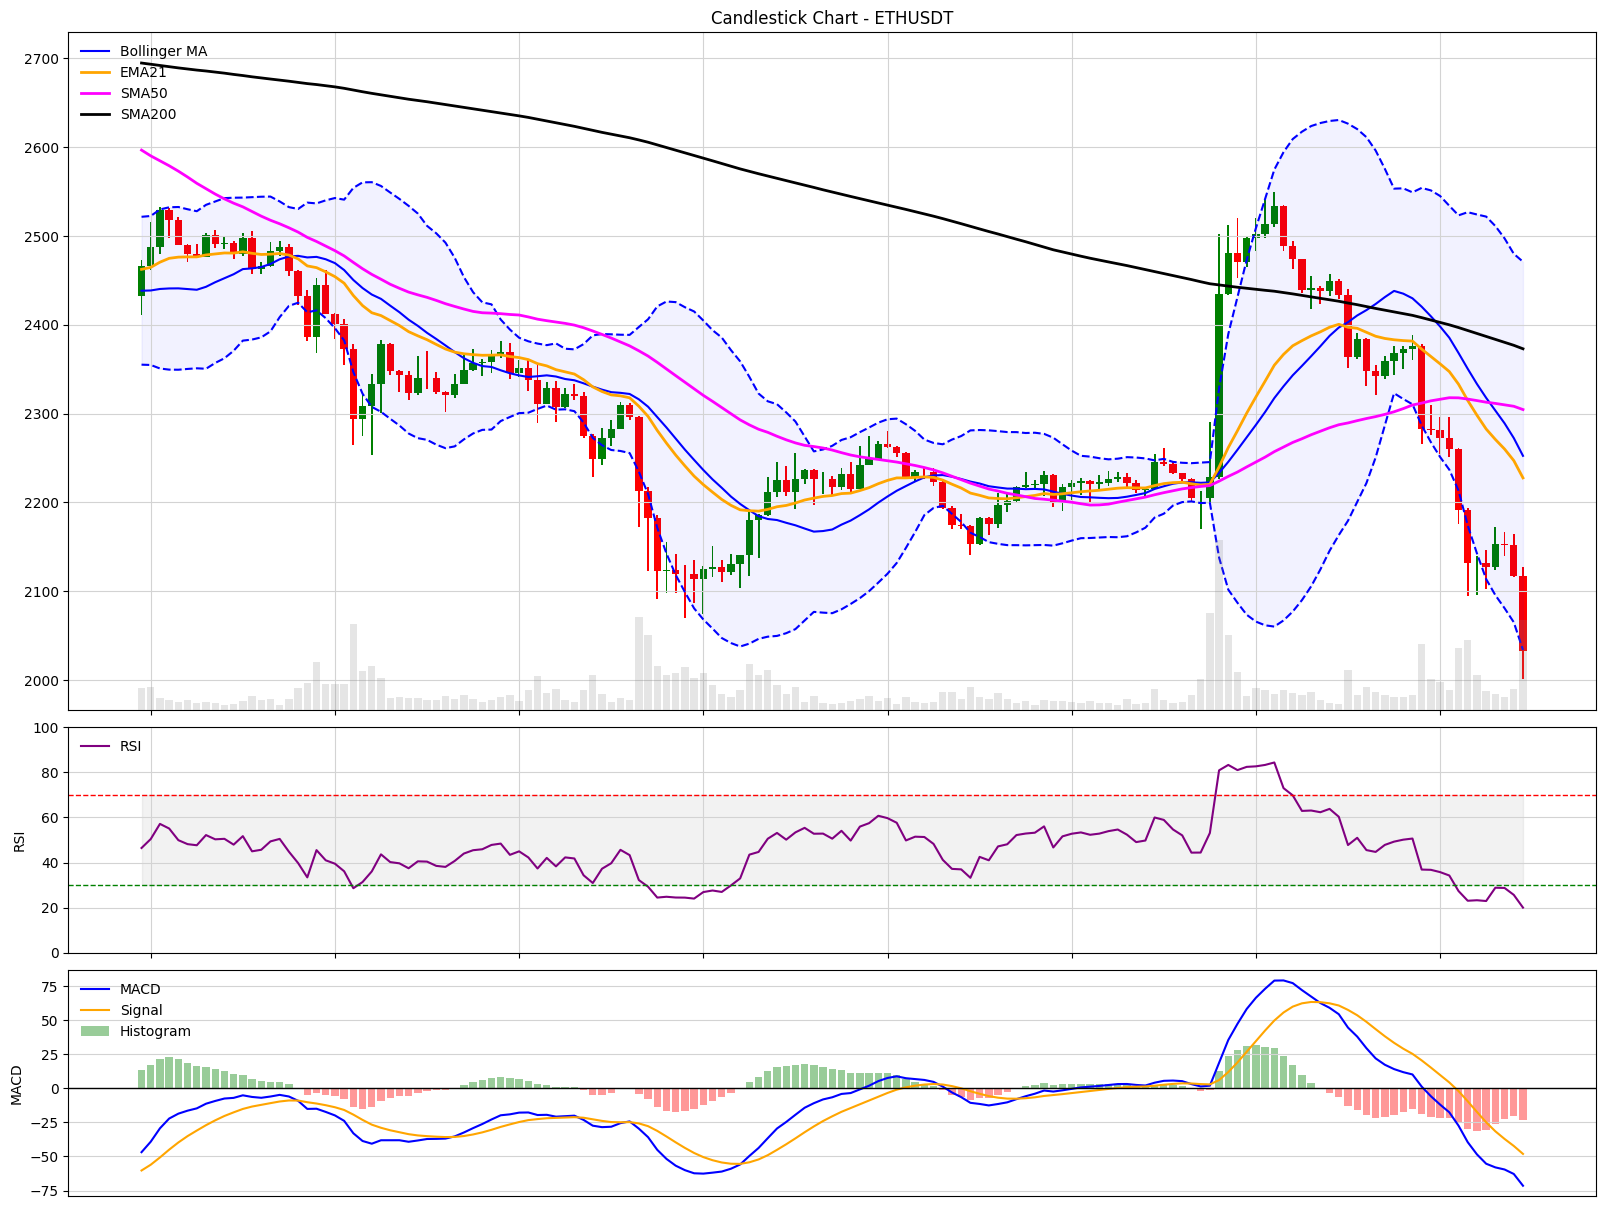 Candlestick Chart - ETHUSDT
Bollinger MA
EMA21
SMA50
SMA200
2700
2600
2500
2400
2300
2200
2100
2000
RSI
RSI
100
80
60
40
20
0
MACD
Signal
Histogram
MACD
75
50
25
0
−25
−50
−75